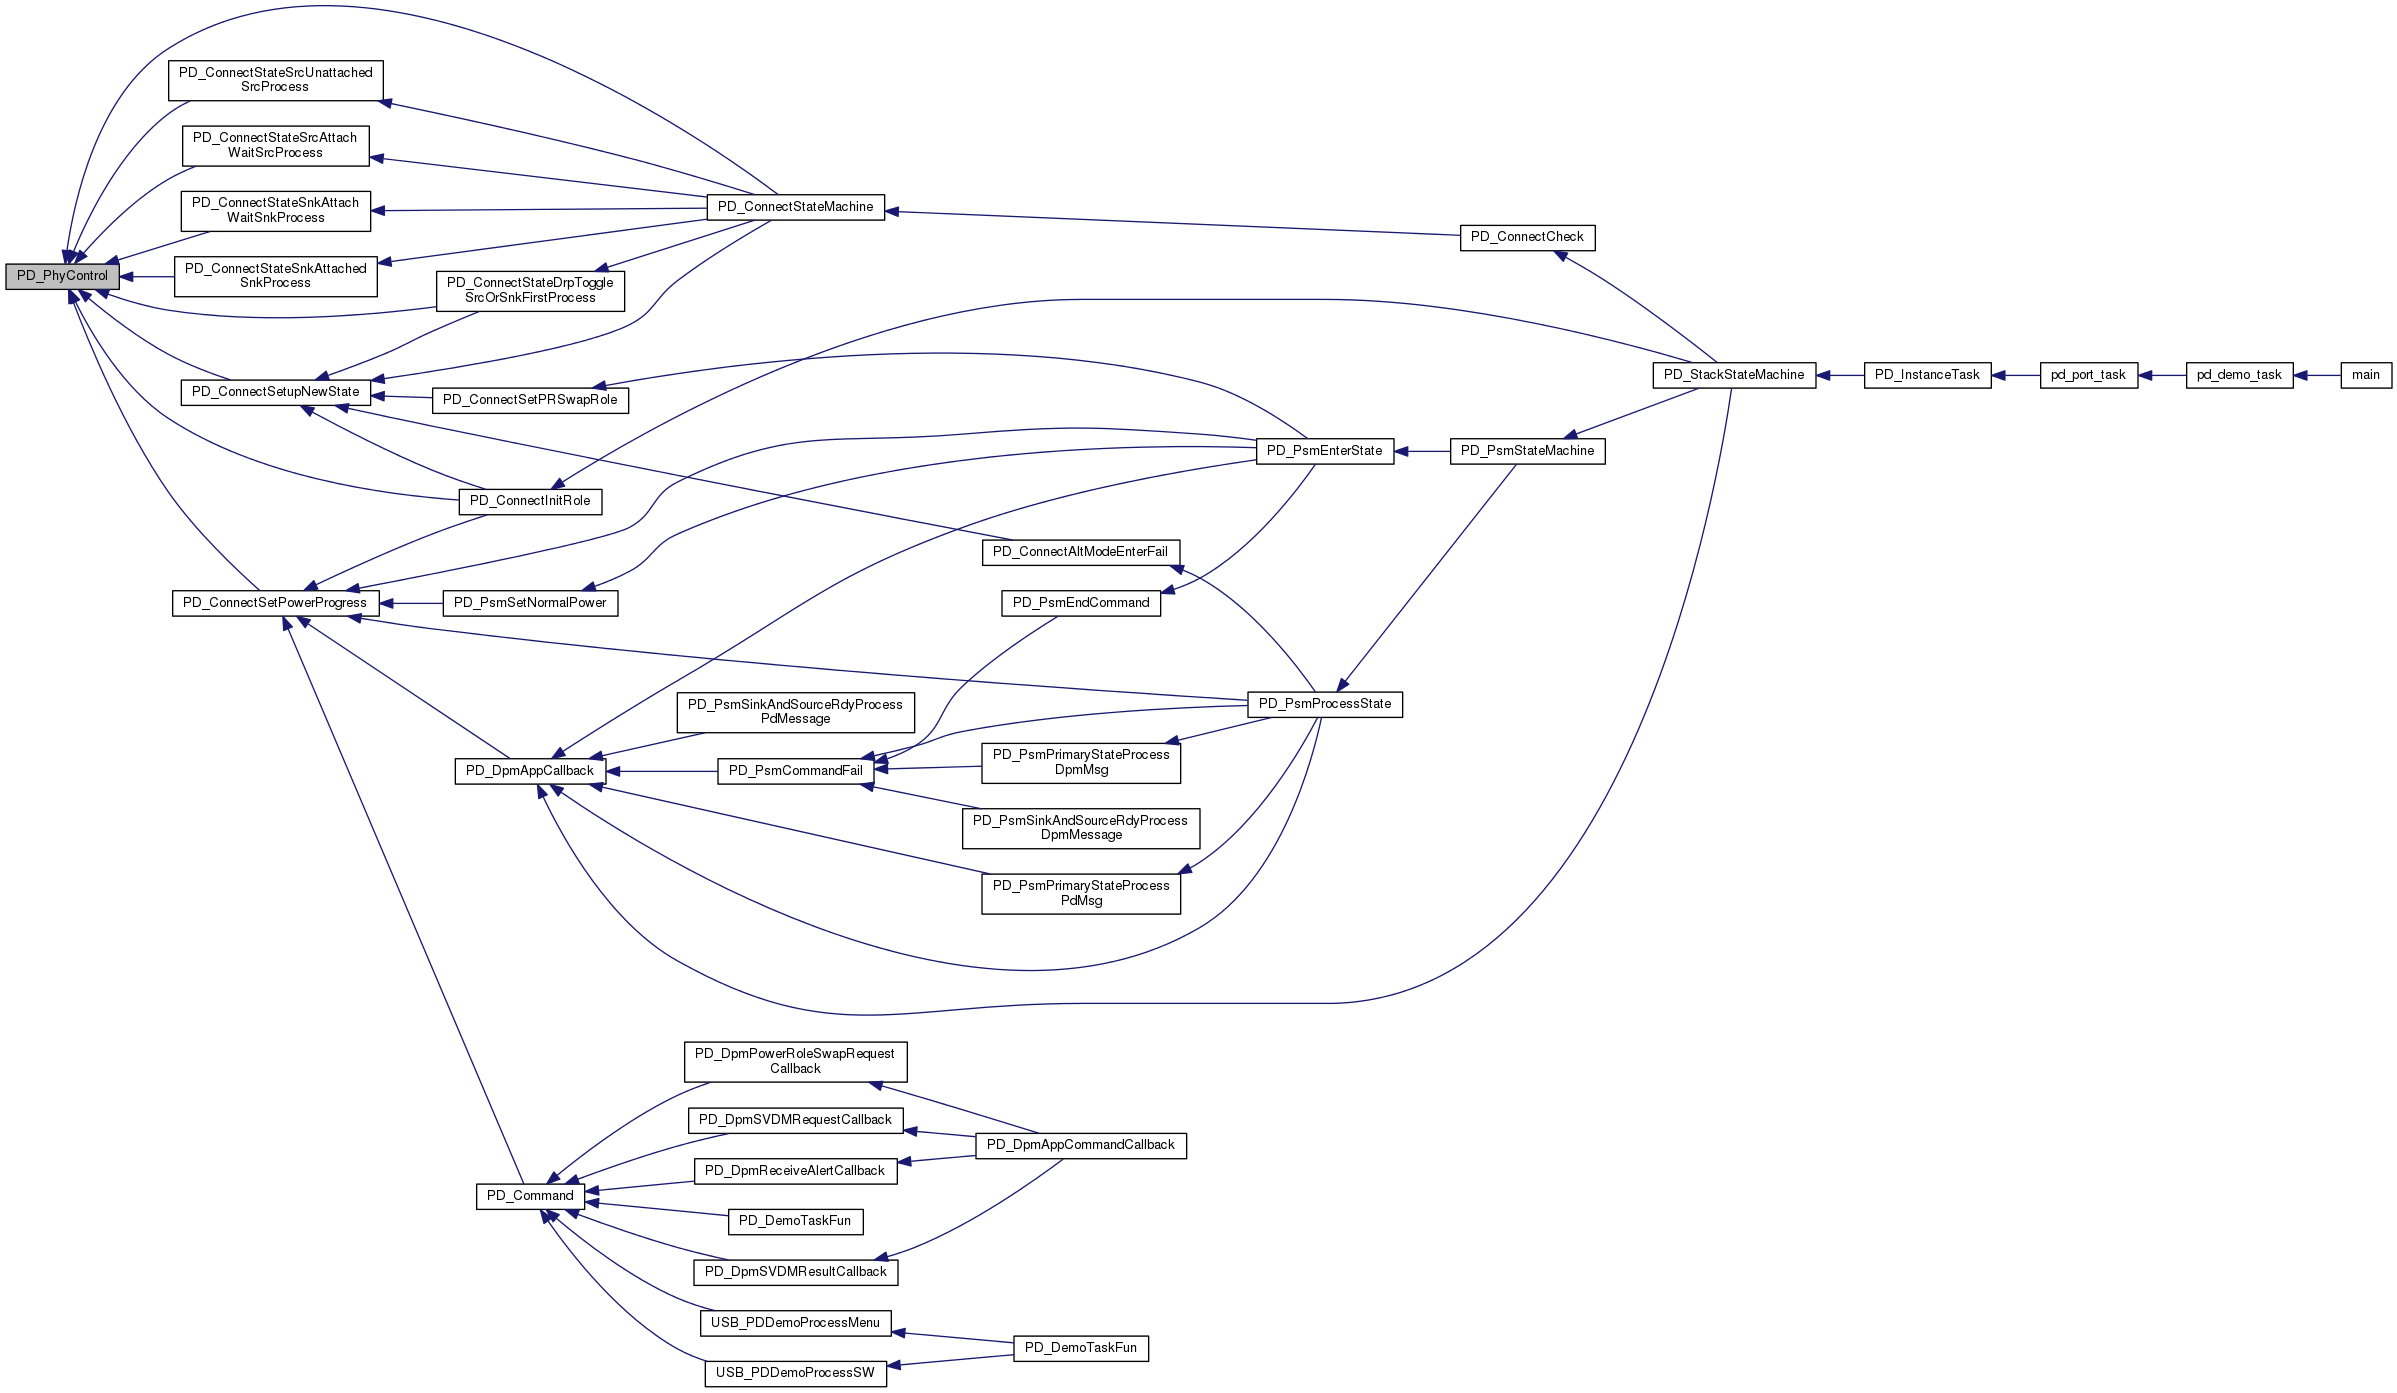 PD_PhyControl
PD_ConnectStateSrcUnattached
SrcProcess
PD_ConnectStateSrcAttach
WaitSrcProcess
PD_ConnectStateSnkAttach
WaitSnkProcess
PD_ConnectStateSnkAttached
SnkProcess
PD_ConnectSetupNewState
PD_ConnectSetPowerProgress
PD_ConnectStateDrpToggle
SrcOrSnkFirstProcess
PD_ConnectSetPRSwapRole
PD_ConnectInitRole
PD_PsmSetNormalPower
PD_DpmAppCallback
PD_Command
PD_ConnectStateMachine
PD_PsmSinkAndSourceRdyProcess
PdMessage
PD_PsmCommandFail
PD_DpmPowerRoleSwapRequest
Callback
PD_DpmSVDMRequestCallback
PD_DpmReceiveAlertCallback
PD_DemoTaskFun
PD_DpmSVDMResultCallback
USB_PDDemoProcessMenu
USB_PDDemoProcessSW
PD_ConnectAltModeEnterFail
PD_PsmEndCommand
PD_PsmPrimaryStateProcess
DpmMsg
PD_PsmSinkAndSourceRdyProcess
DpmMessage
PD_PsmPrimaryStateProcess
PdMsg
PD_DpmAppCommandCallback
PD_DemoTaskFun
PD_PsmEnterState
PD_PsmProcessState
PD_ConnectCheck
PD_PsmStateMachine
PD_StackStateMachine
PD_InstanceTask
pd_port_task
pd_demo_task
main